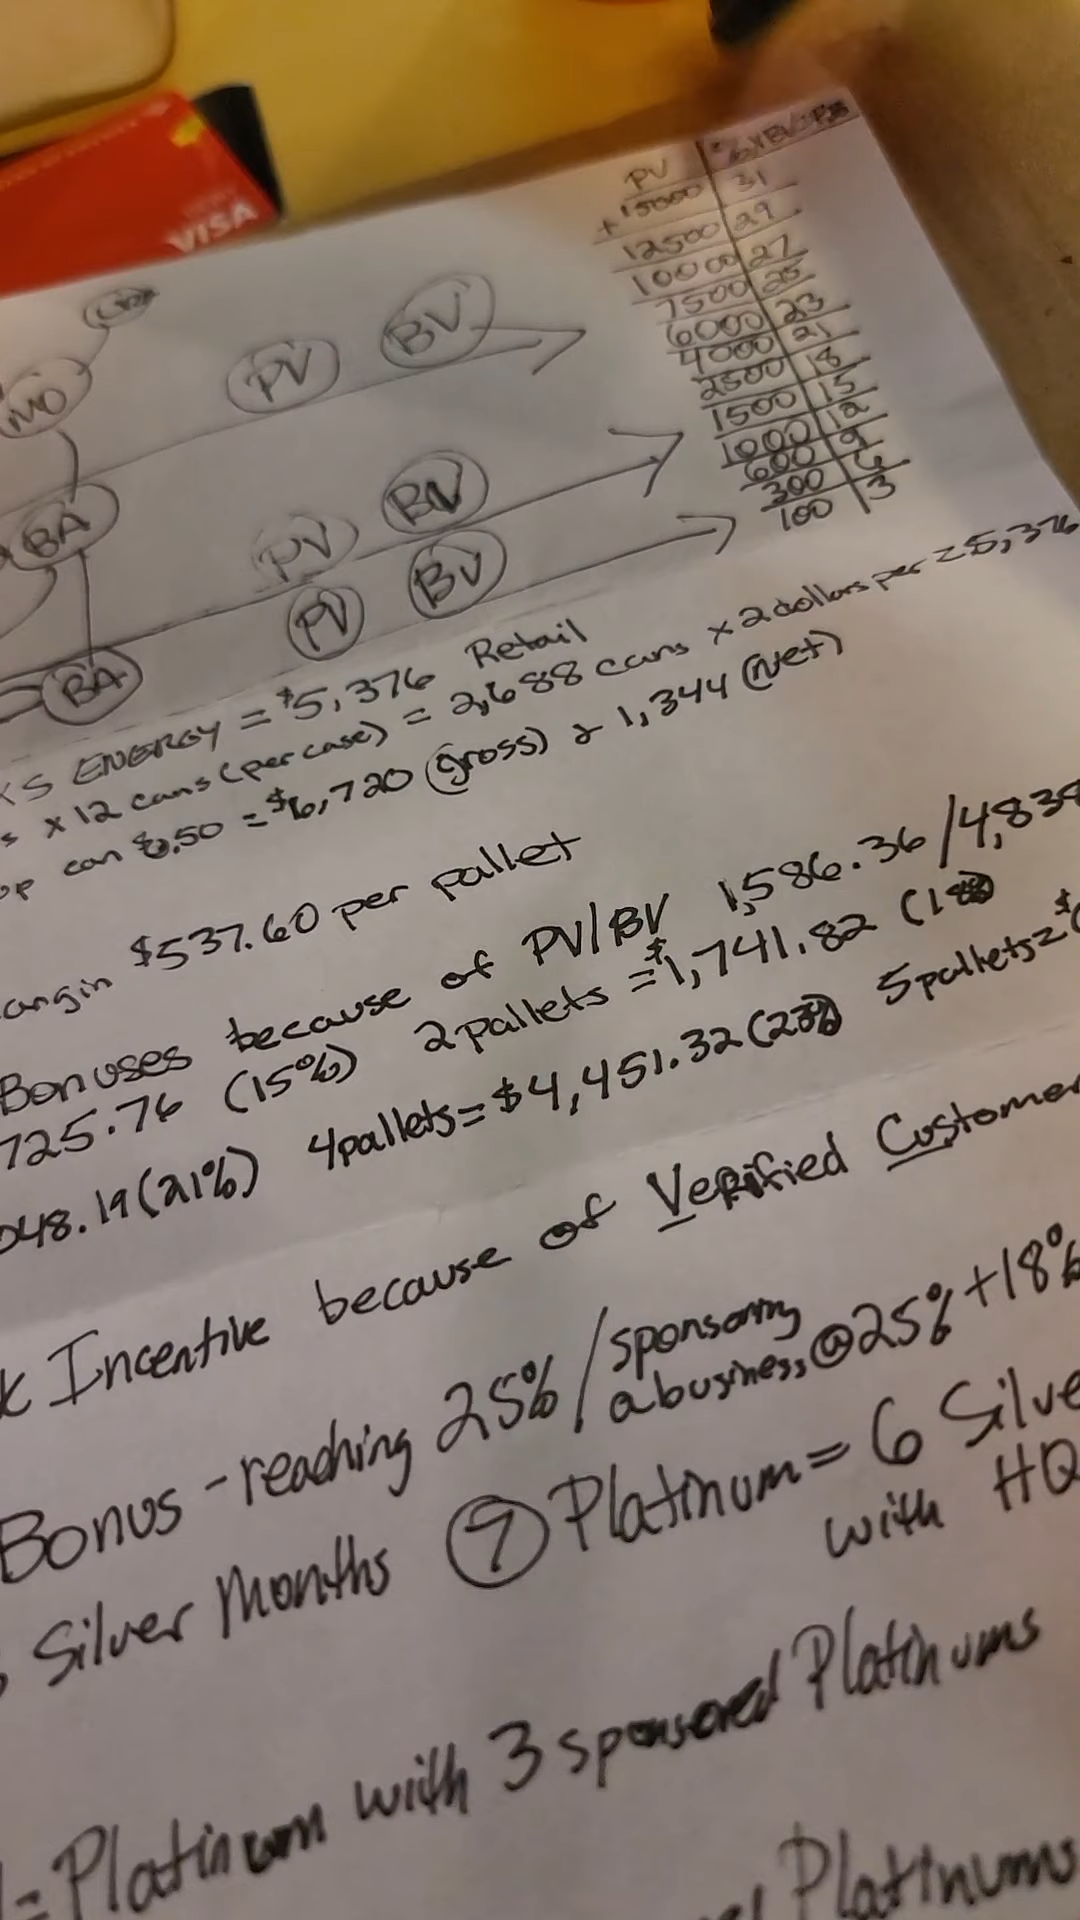 VISA
PV
+ 15000 31
12500 29
10000 27
7500 25
6000 23
4000 21
2500 18
1500 15
1000 12
600 9
300 6
100 3
PV BV
BA
PV BV
PV BV
BA
XS ENERGY = $5,376 Retail
x 12 cans (per case) = 2,688 cans x 2 dollars per = 5,376
can = $6,720 (gross) & 1,344 (net)
$537.60 per pallet
Bonuses because of PV/BV 1,586.36 / 4,838
725.76 (15%) 2 pallets = $1,741.82
048.19 (21%) 4 pallets = $4,451.32 (23%) 5 pallets = $
Incentive because of Verified Customer
Bonus - reaching 25% / sponsoring a business @ 25% + 18%
Silver Months 7 Platinum = 6 Silve
with HQ
= Platinum with 3 sponsored Platinums
Platinums